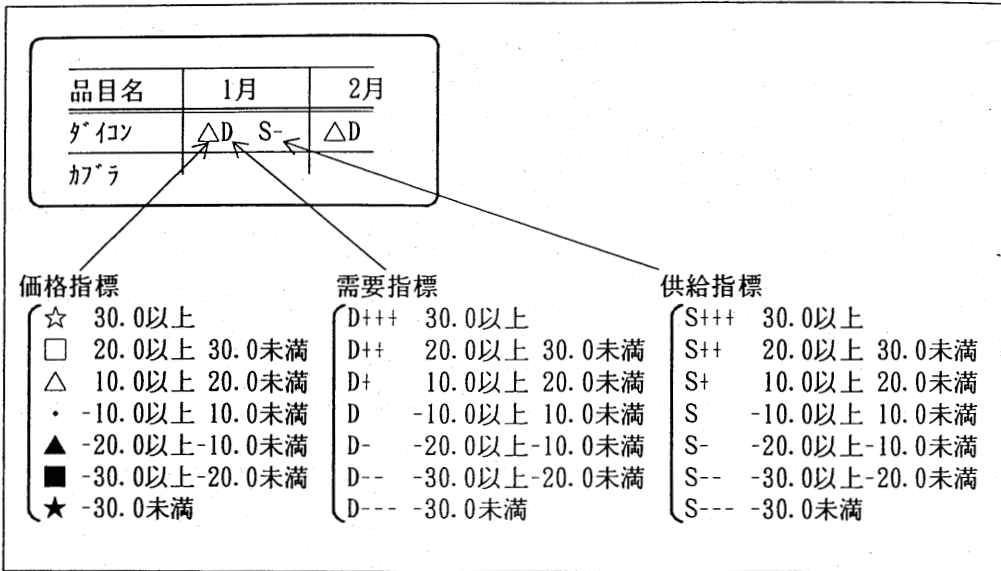 品目名 1月 2月
ダイコン △D S- △D
カブラ
価格指標 需要指標 供給指標
☆ 30.0以上 D+++ 30.0以上 S+++ 30.0以上
□ 20.0以上 30.0未満 D++ 20.0以上 30.0未満 S++ 20.0以上 30.0未満
△ 10.0以上 20.0未満 D+ 10.0以上 20.0未満 S+ 10.0以上 20.0未満
・ -10.0以上 10.0未満 D -10.0以上 10.0未満 S -10.0以上 10.0未満
▲ -20.0以上-10.0未満 D- -20.0以上-10.0未満 S- -20.0以上-10.0未満
■ -30.0以上-20.0未満 D-- -30.0以上-20.0未満 S-- -30.0以上-20.0未満
★ -30.0未満 D--- -30.0未満 S--- -30.0未満